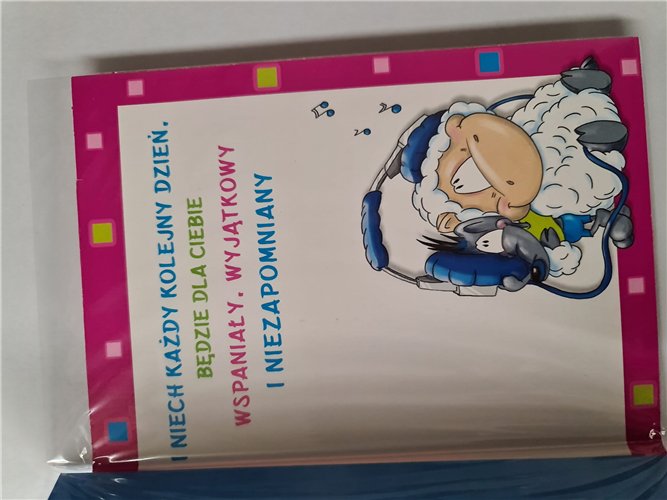 I NIECH KAŻDY KOLEJNY DZIEŃ,
BĘDZIE DLA CIEBIE
WSPANIAŁY, WYJĄTKOWY
I NIEZAPOMNIANY